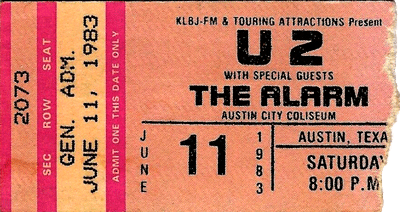 2073
SEC ROW SEAT
GEN. ADM.
JUNE 11, 1983
ADMIT ONE THIS DATE ONLY
KLBJ-FM & TOURING ATTRACTIONS Present
U2
WITH SPECIAL GUESTS
THE ALARM
AUSTIN CITY COLISEUM
JUNE
11
1983
AUSTIN, TEXA
SATURDAY
8:00 P.M.